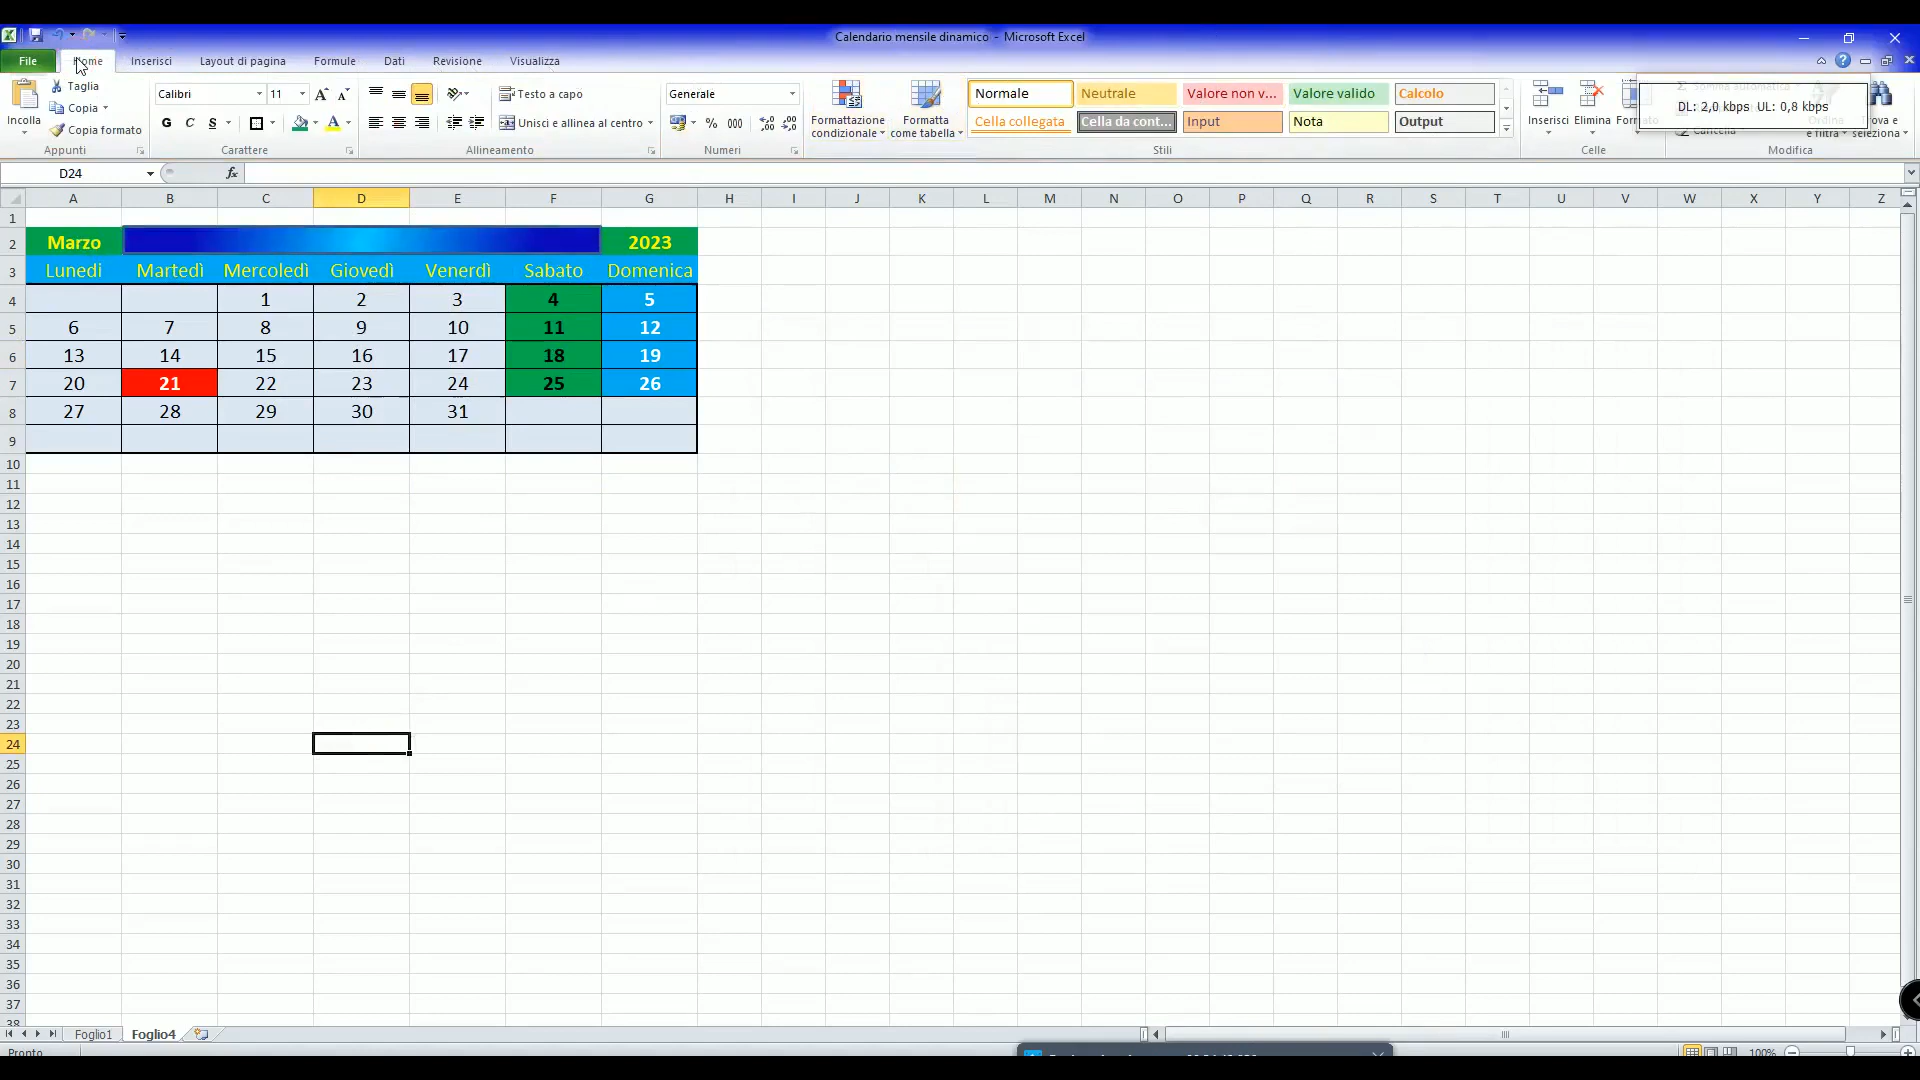 Calendario mensile dinamico - Microsoft Excel
File Home Inserisci Layout di pagina Formule Dati Revisione Visualizza
Incolla
Taglia
Copia
Copia formato
Appunti
Calibri 11
G C S
Carattere
Testo a capo
Unisci e allinea al centro
Allineamento
Generale
% 000
Numeri
Formattazione condizionale
Formatta come tabella
Normale Neutrale Valore non v... Valore valido Calcolo
Cella collegata Cella da cont... Input Nota Output
Stili
Inserisci Elimina
Celle
Somma automatica
DL: 2,0 kbps UL: 0,8 kbps
Cancella
Ordina e filtra
Trova e seleziona
Modifica
D24 fx
A B C D E F G H I J K L M N O P Q R S T U V W X Y Z
1
2 Marzo 2023
3 Lunedi Martedì Mercoledì Giovedì Venerdì Sabato Domenica
4 1 2 3 4 5
5 6 7 8 9 10 11 12
6 13 14 15 16 17 18 19
7 20 21 22 23 24 25 26
8 27 28 29 30 31
9
10
11
12
13
14
15
16
17
18
19
20
21
22
23
24
25
26
27
28
29
30
31
32
33
34
35
36
37
38
Foglio1 Foglio4
Pronto
100%